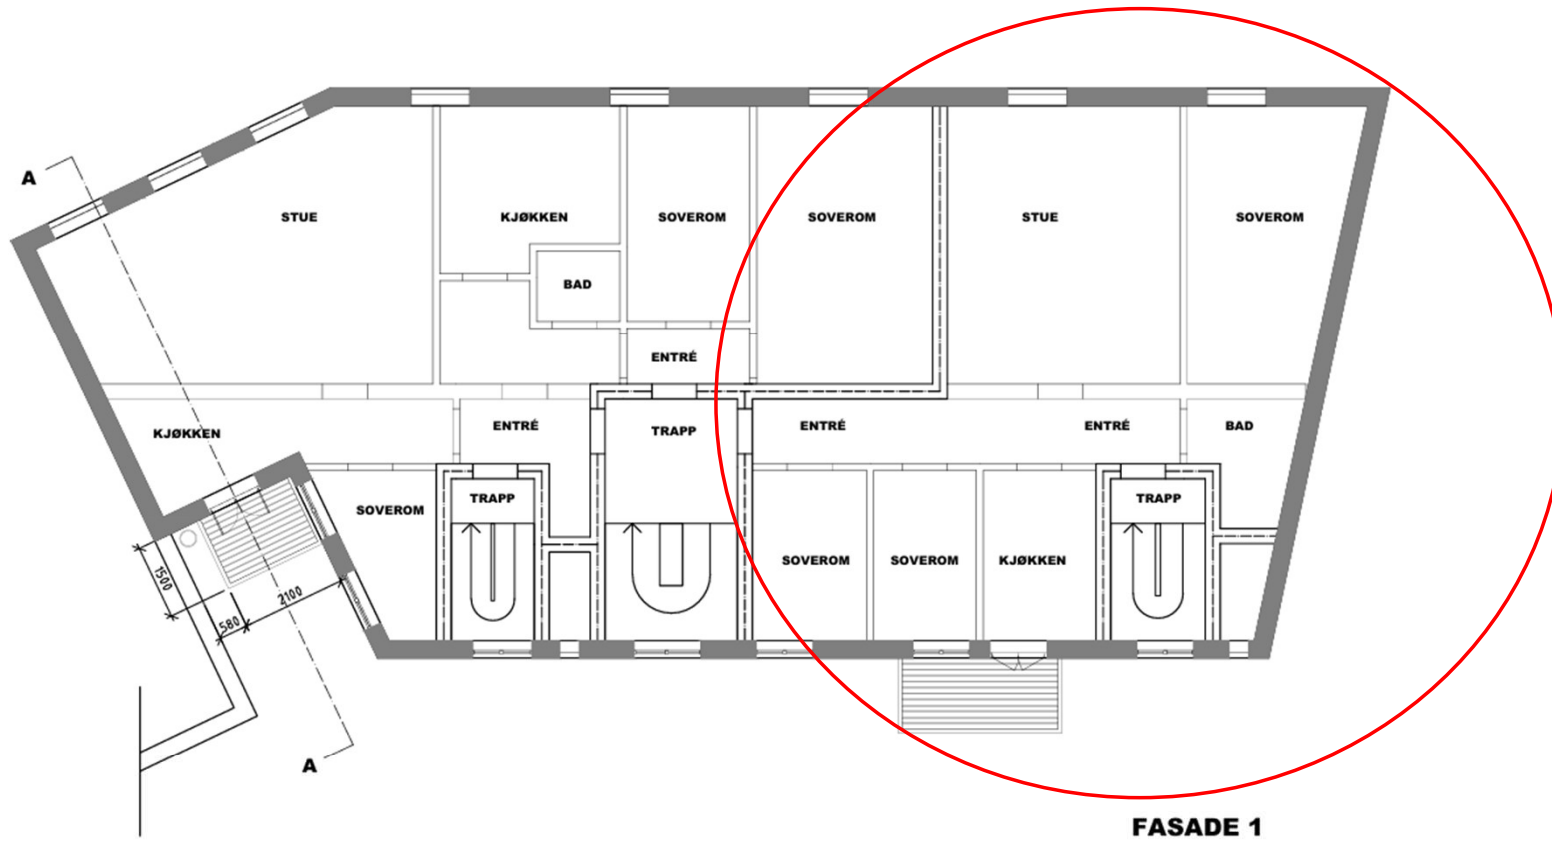 A
STUE
KJØKKEN
SOVEROM
SOVEROM
STUE
SOVEROM
BAD
ENTRÉ
KJØKKEN
ENTRÉ
TRAPP
ENTRÉ
ENTRÉ
BAD
SOVEROM
TRAPP
TRAPP
SOVEROM
SOVEROM
KJØKKEN
1500
580
2100
A
FASADE 1